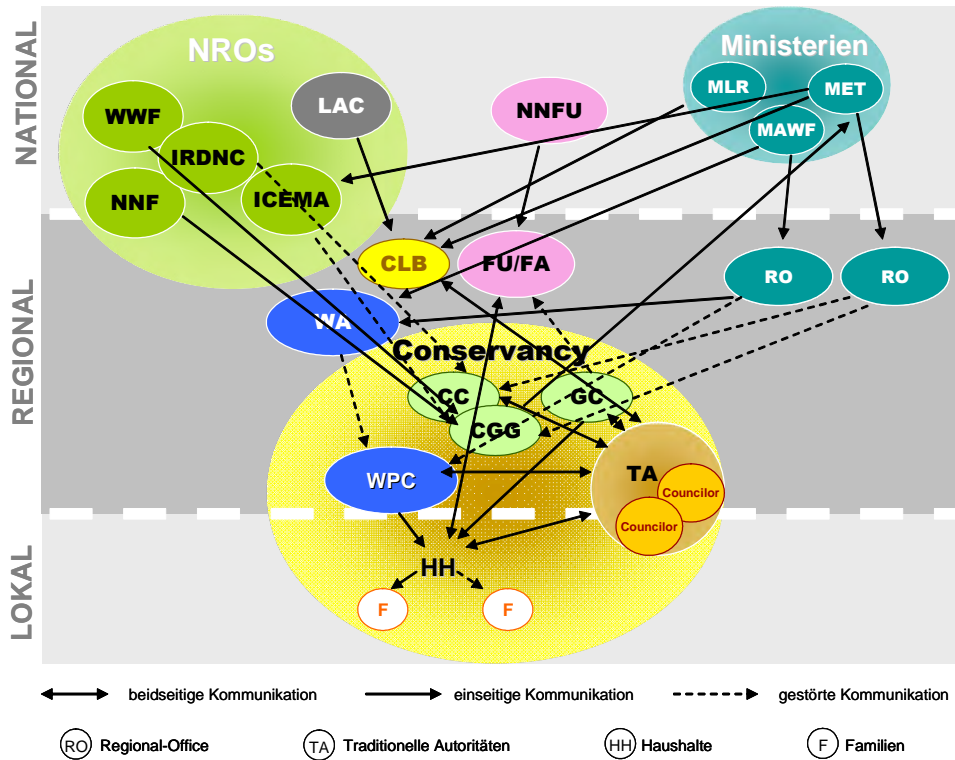 NATIONAL
NROs
Ministerien
MLR
MET
LAC
NNFU
WWF
MAWF
IRDNC
NNF
ICEMA
REGIONAL
CLB
FU/FA
RO
RO
WA
Conservancy
CC
GC
CGG
TA
WPC
Councilor
Councilor
LOKAL
HH
F
F
beidseitige Kommunikation
einseitige Kommunikation
gestörte Kommunikation
RO Regional-Office
TA Traditionelle Autoritäten
HH Haushalte
F Familien